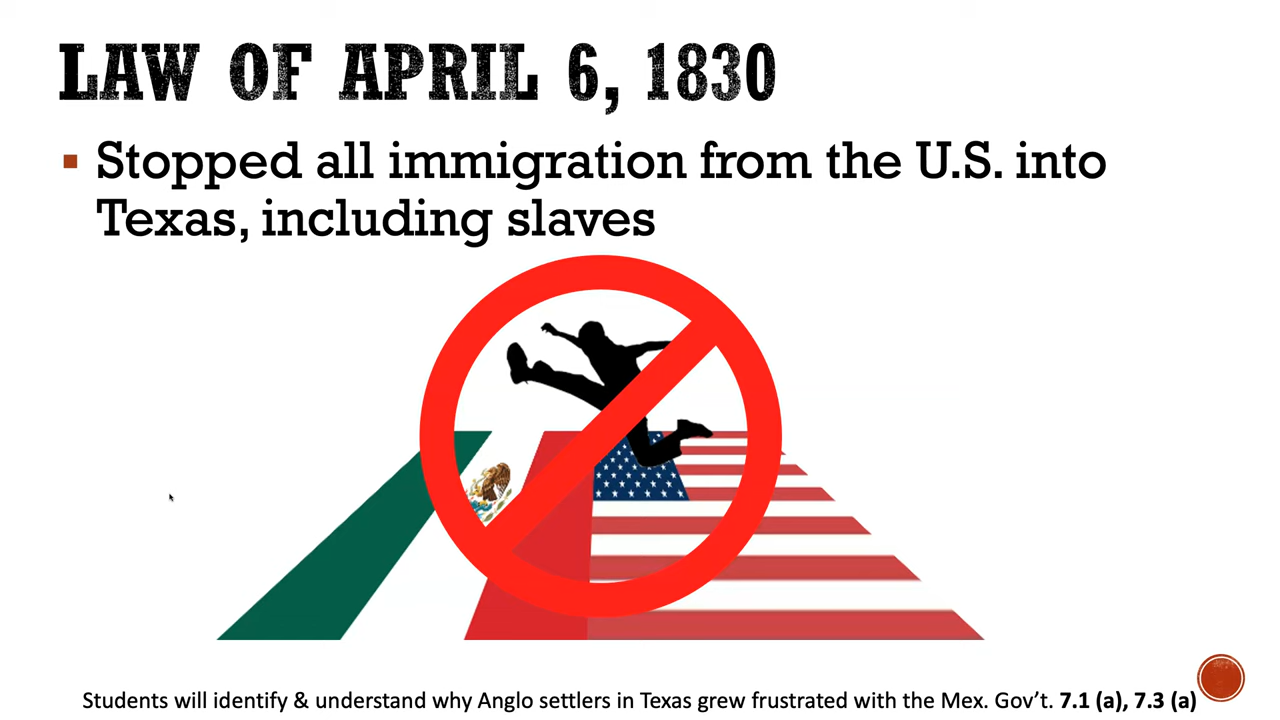 LAW OF APRIL 6, 1830
▪ Stopped all immigration from the U.S. into
Texas, including slaves
Students will identify & understand why Anglo settlers in Texas grew frustrated with the Mex. Gov’t. 7.1 (a), 7.3 (a)